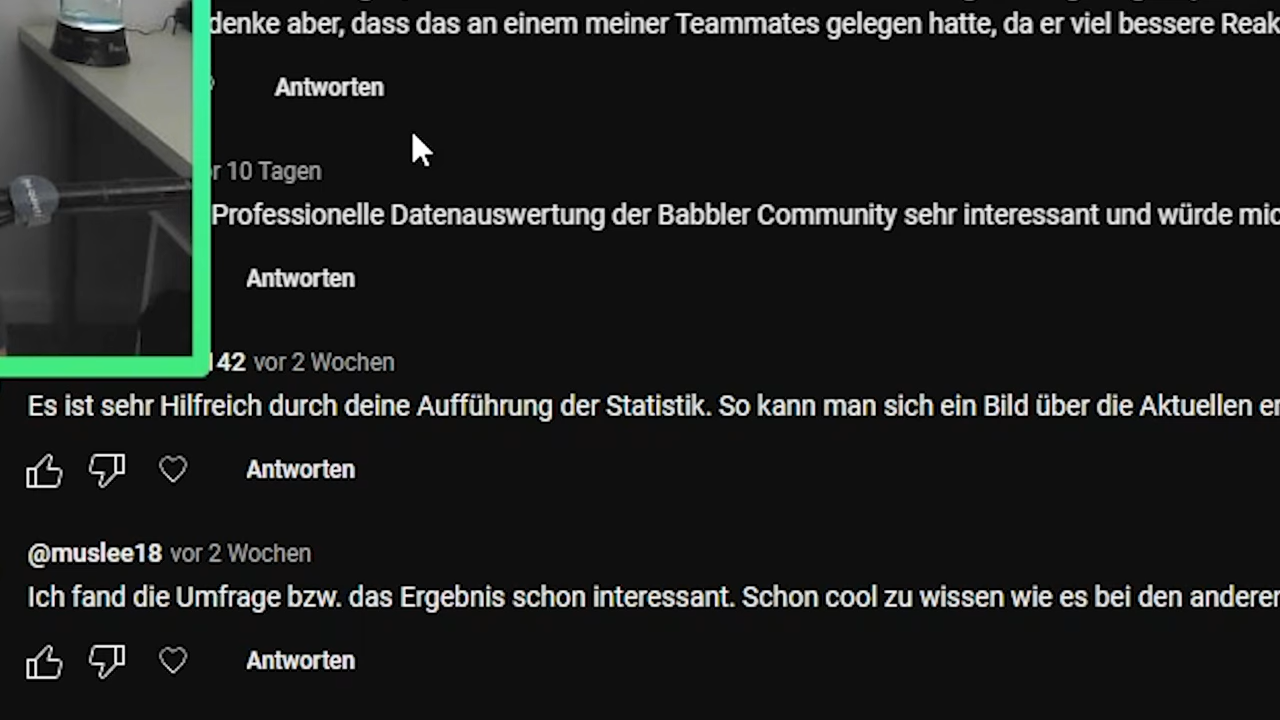 denke aber, dass das an einem meiner Teammates gelegen hatte, da er viel bessere Reak
Antworten
10 Tagen
Professionelle Datenauswertung der Babbler Community sehr interessant und würde mic
Antworten
142 vor 2 Wochen
Es ist sehr Hilfreich durch deine Aufführung der Statistik. So kann man sich ein Bild über die Aktuellen er
Antworten
@muslee18 vor 2 Wochen
Ich fand die Umfrage bzw. das Ergebnis schon interessant. Schon cool zu wissen wie es bei den anderen
Antworten